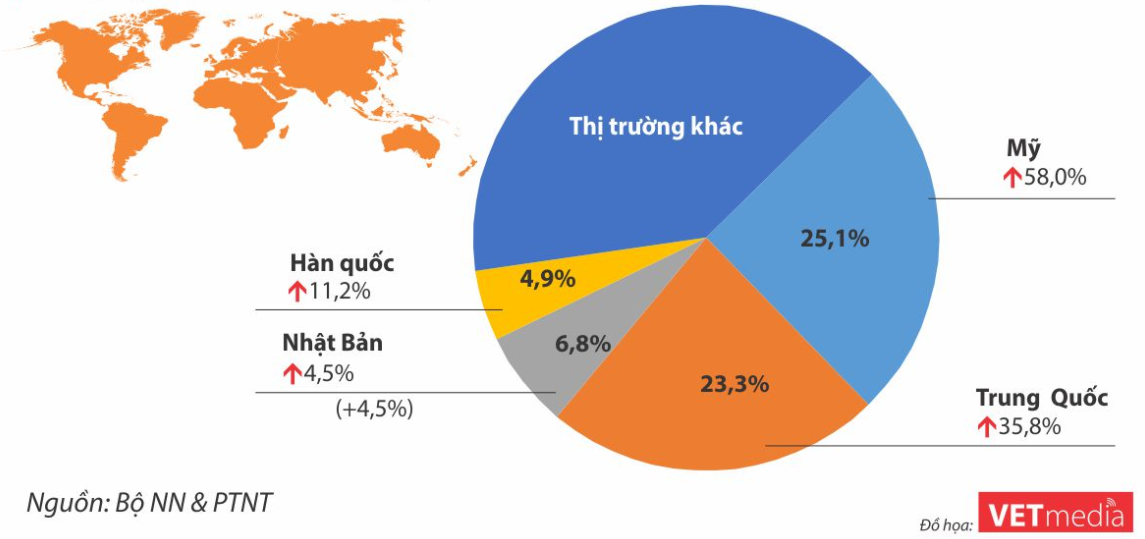 Thị trường khác
Mỹ
↑58,0%
25,1%
Hàn quốc
↑11,2%
4,9%
Nhật Bản
↑4,5%
(+4,5%)
6,8%
23,3%
Trung Quốc
↑35,8%
Nguồn: Bộ NN & PTNT
Đồ họa: VETmedia